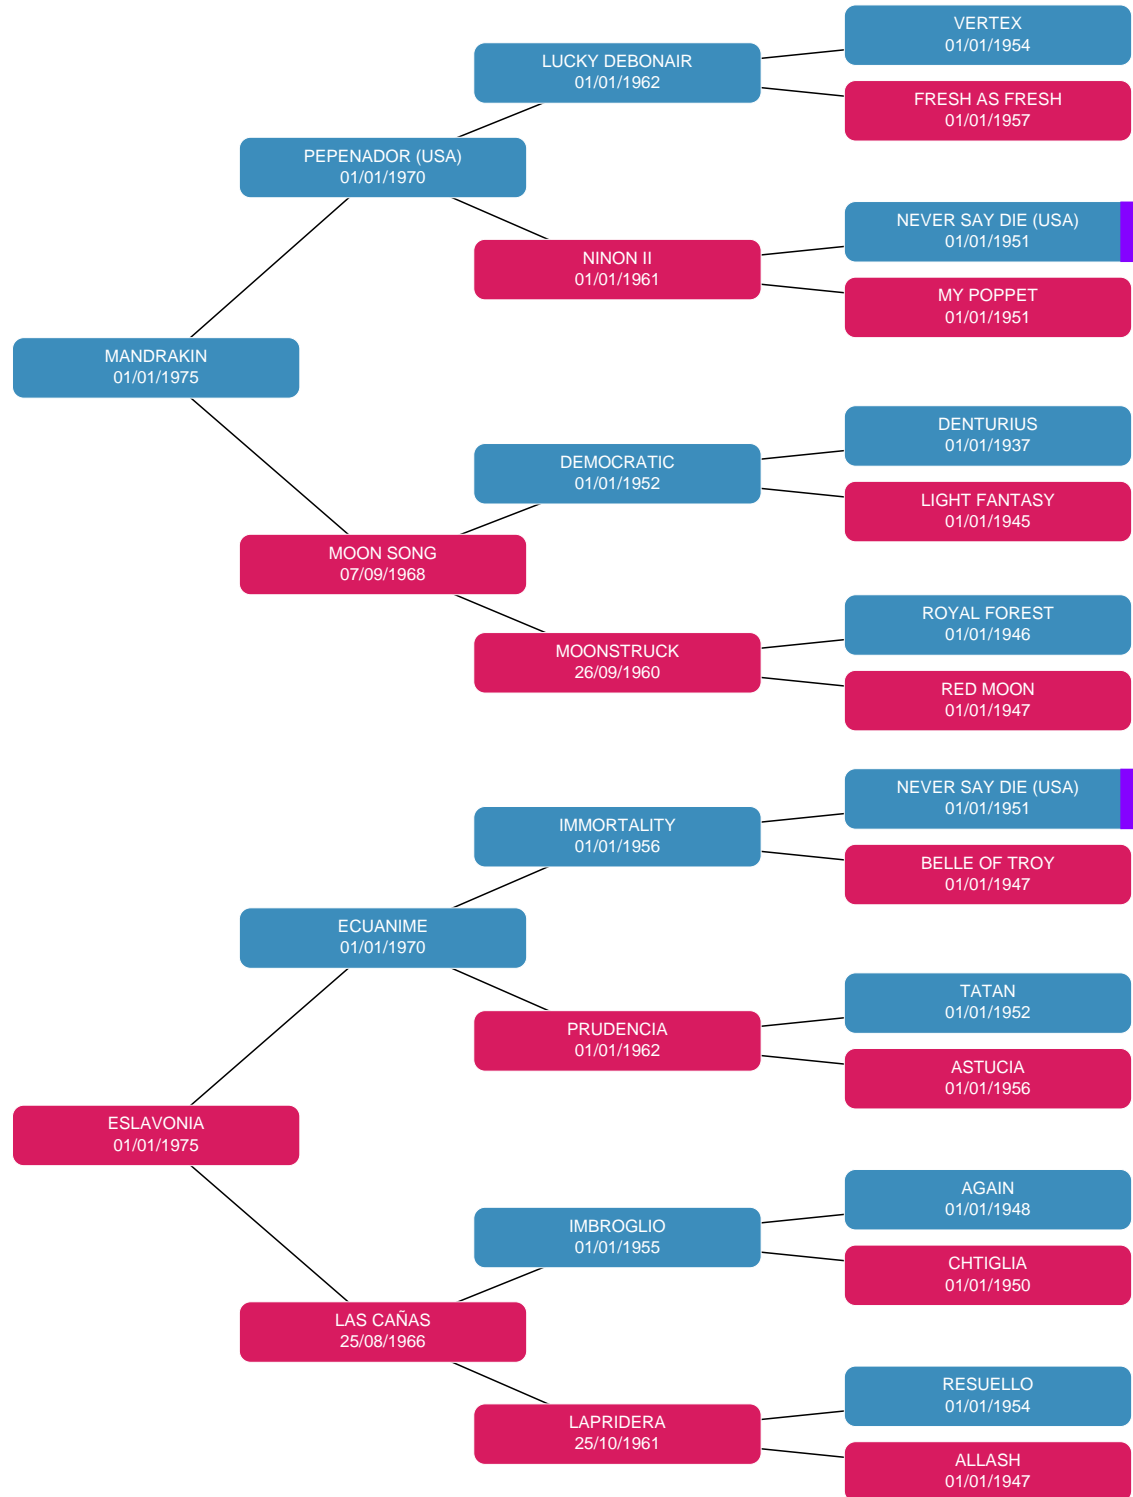 VERTEX
01/01/1954
LUCKY DEBONAIR
01/01/1962
FRESH AS FRESH
01/01/1957
PEPENADOR (USA)
01/01/1970
NEVER SAY DIE (USA)
01/01/1951
NINON II
01/01/1961
MY POPPET
01/01/1951
MANDRAKIN
01/01/1975
DENTURIUS
01/01/1937
DEMOCRATIC
01/01/1952
LIGHT FANTASY
01/01/1945
MOON SONG
07/09/1968
ROYAL FOREST
01/01/1946
MOONSTRUCK
26/09/1960
RED MOON
01/01/1947
NEVER SAY DIE (USA)
01/01/1951
IMMORTALITY
01/01/1956
BELLE OF TROY
01/01/1947
ECUANIME
01/01/1970
TATAN
01/01/1952
PRUDENCIA
01/01/1962
ASTUCIA
01/01/1956
ESLAVONIA
01/01/1975
AGAIN
01/01/1948
IMBROGLIO
01/01/1955
CHTIGLIA
01/01/1950
LAS CAÑAS
25/08/1966
RESUELLO
01/01/1954
LAPRIDERA
25/10/1961
ALLASH
01/01/1947